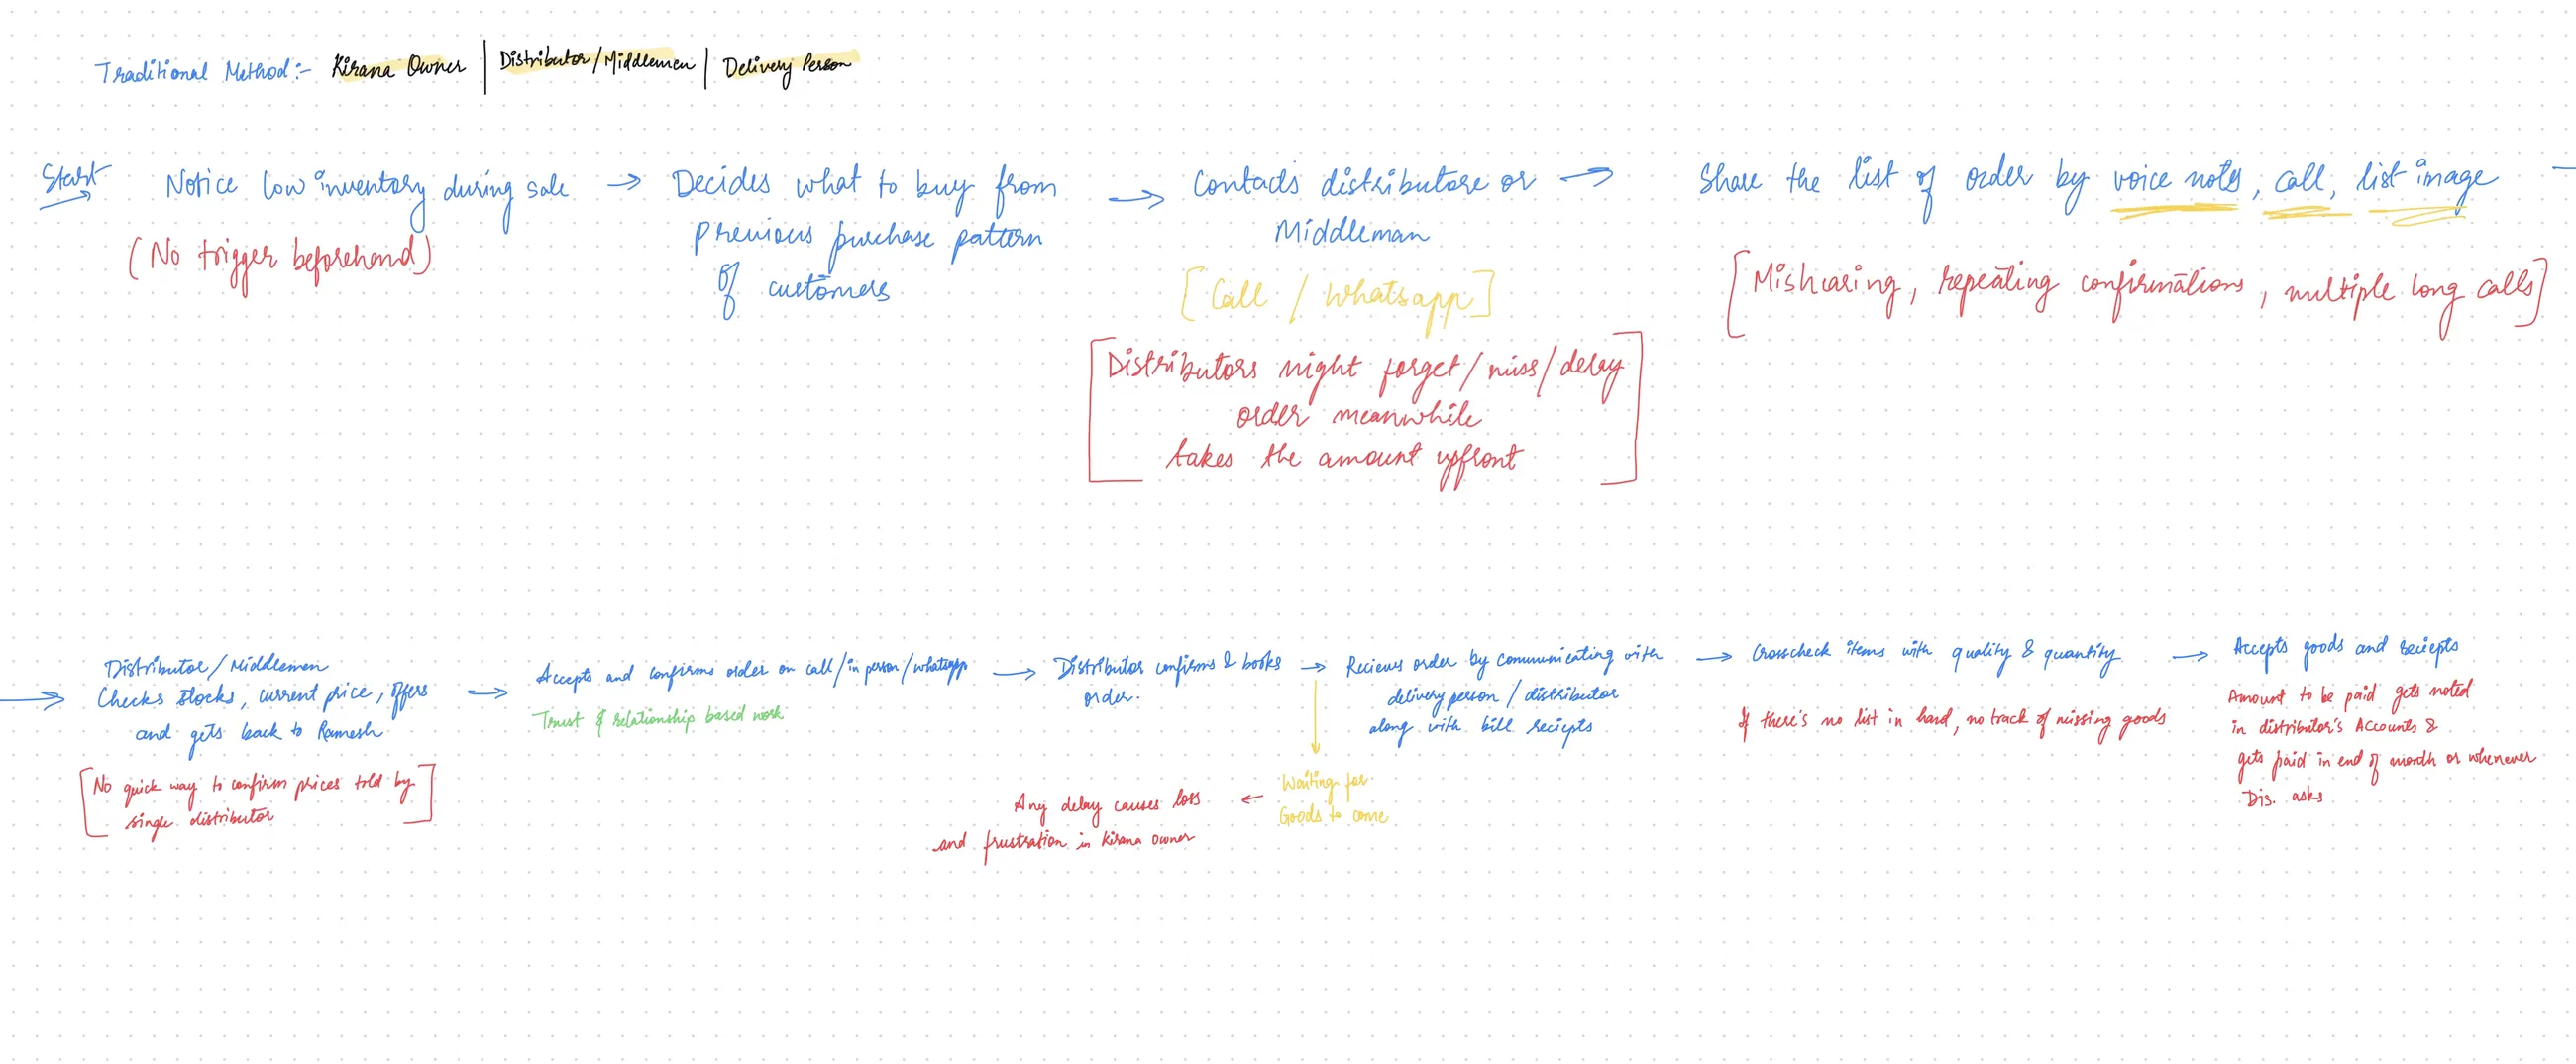 Traditional Method:- Kirana Owner | Distributor/Middlemen | Delivery Person
Start
Notice low inventory during sale
(No trigger beforehand)
Decides what to buy from
previous purchase pattern
of customers
Contacts distributore or
Middleman
[Call / Whatsapp]
[Distributors might forget/miss/delay
order meanwhile
takes the amount upfront]
Share the list of order by voice notes, call, list image
[Mishearing, repeating confirmations, multiple long calls]
Distributor/Middlemen
Checks stocks, current price, offers
and gets back to Ramesh
[No quick way to confirm prices told by
single distributor]
Accepts and confirms order on call/in person/whatsapp
Trust & relationship based work
Distributor confirms & books
order.
Waiting for
Goods to come
Any delay causes loss
and frustration in Kirana owner
Recieves order by communicating with
delivery person / distributor
along with bill reciepts
Crosscheck items with quality & quantity
If there's no list in hand, no track of missing goods
Accepts goods and reciepts
Amount to be paid gets noted
in distributor's Accounts &
gets paid in end of month or whenever
Dis. asks